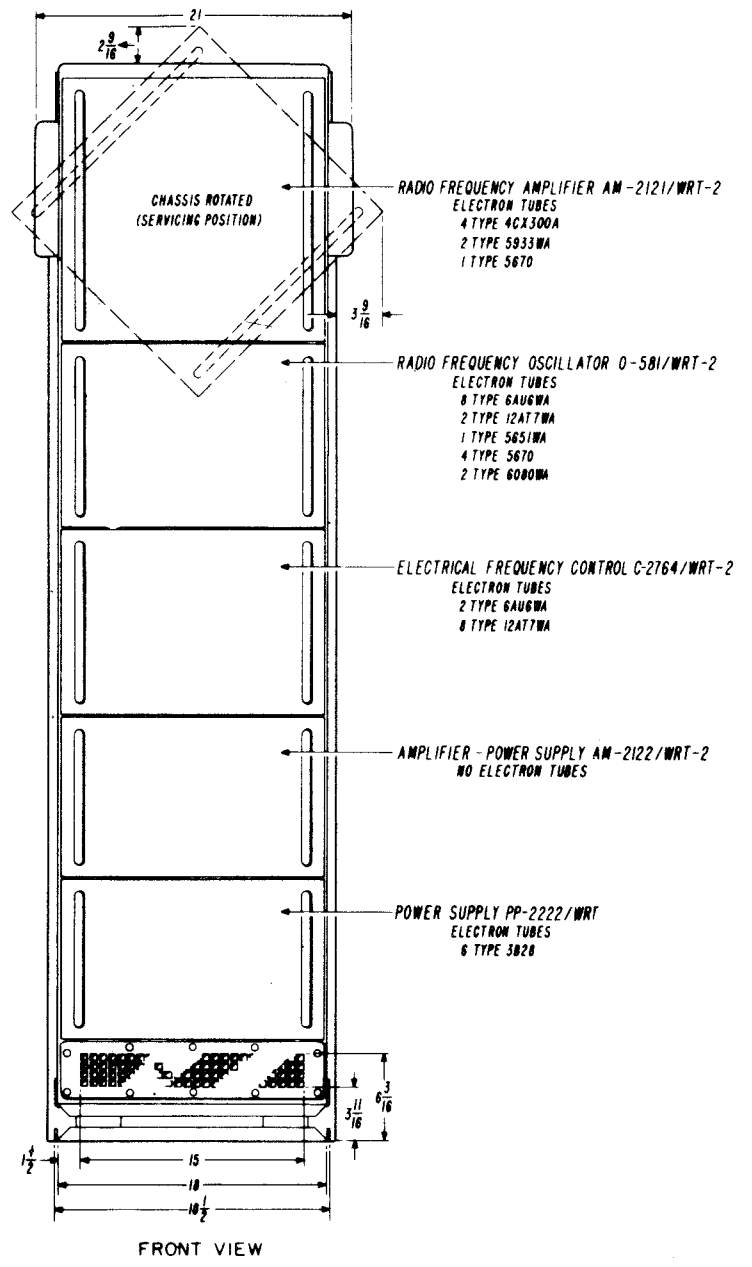 21
2 9/16
RADIO FREQUENCY AMPLIFIER AM-2121/WRT-2
ELECTRON TUBES
4 TYPE 4CX300A
2 TYPE 5933WA
1 TYPE 5670
CHASSIS ROTATED
(SERVICING POSITION)
3 9/16
RADIO FREQUENCY OSCILLATOR O-581/WRT-2
ELECTRON TUBES
8 TYPE 6AU6WA
2 TYPE 12AT7WA
1 TYPE 5651WA
4 TYPE 5670
2 TYPE 6080WA
ELECTRICAL FREQUENCY CONTROL C-2764/WRT-2
ELECTRON TUBES
2 TYPE 6AU6WA
8 TYPE 12AT7WA
AMPLIFIER-POWER SUPPLY AM-2122/WRT-2
NO ELECTRON TUBES
POWER SUPPLY PP-2222/WRT
ELECTRON TUBES
6 TYPE 3B28
6 3/16
3 11/16
15
18
18 1/2
FRONT VIEW